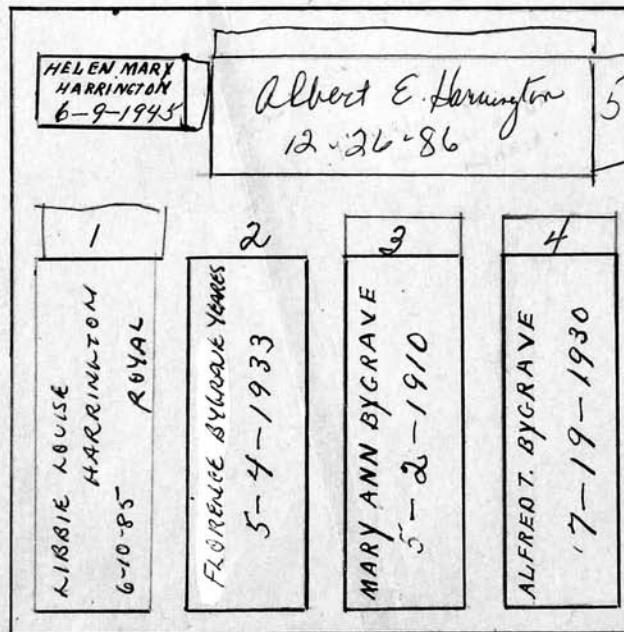 HELEN MARY
HARRINGTON
6-9-1945
Albert E. Harrington
12-26-86
5
1
LIBBIE LOUISE
HARRINGTON
ROYAL
6-10-85
2
FLORENCE BYGRAVE YEARES
5-4-1933
3
MARY ANN BYGRAVE
5-2-1910
4
ALFRED T. BYGRAVE
7-19-1930